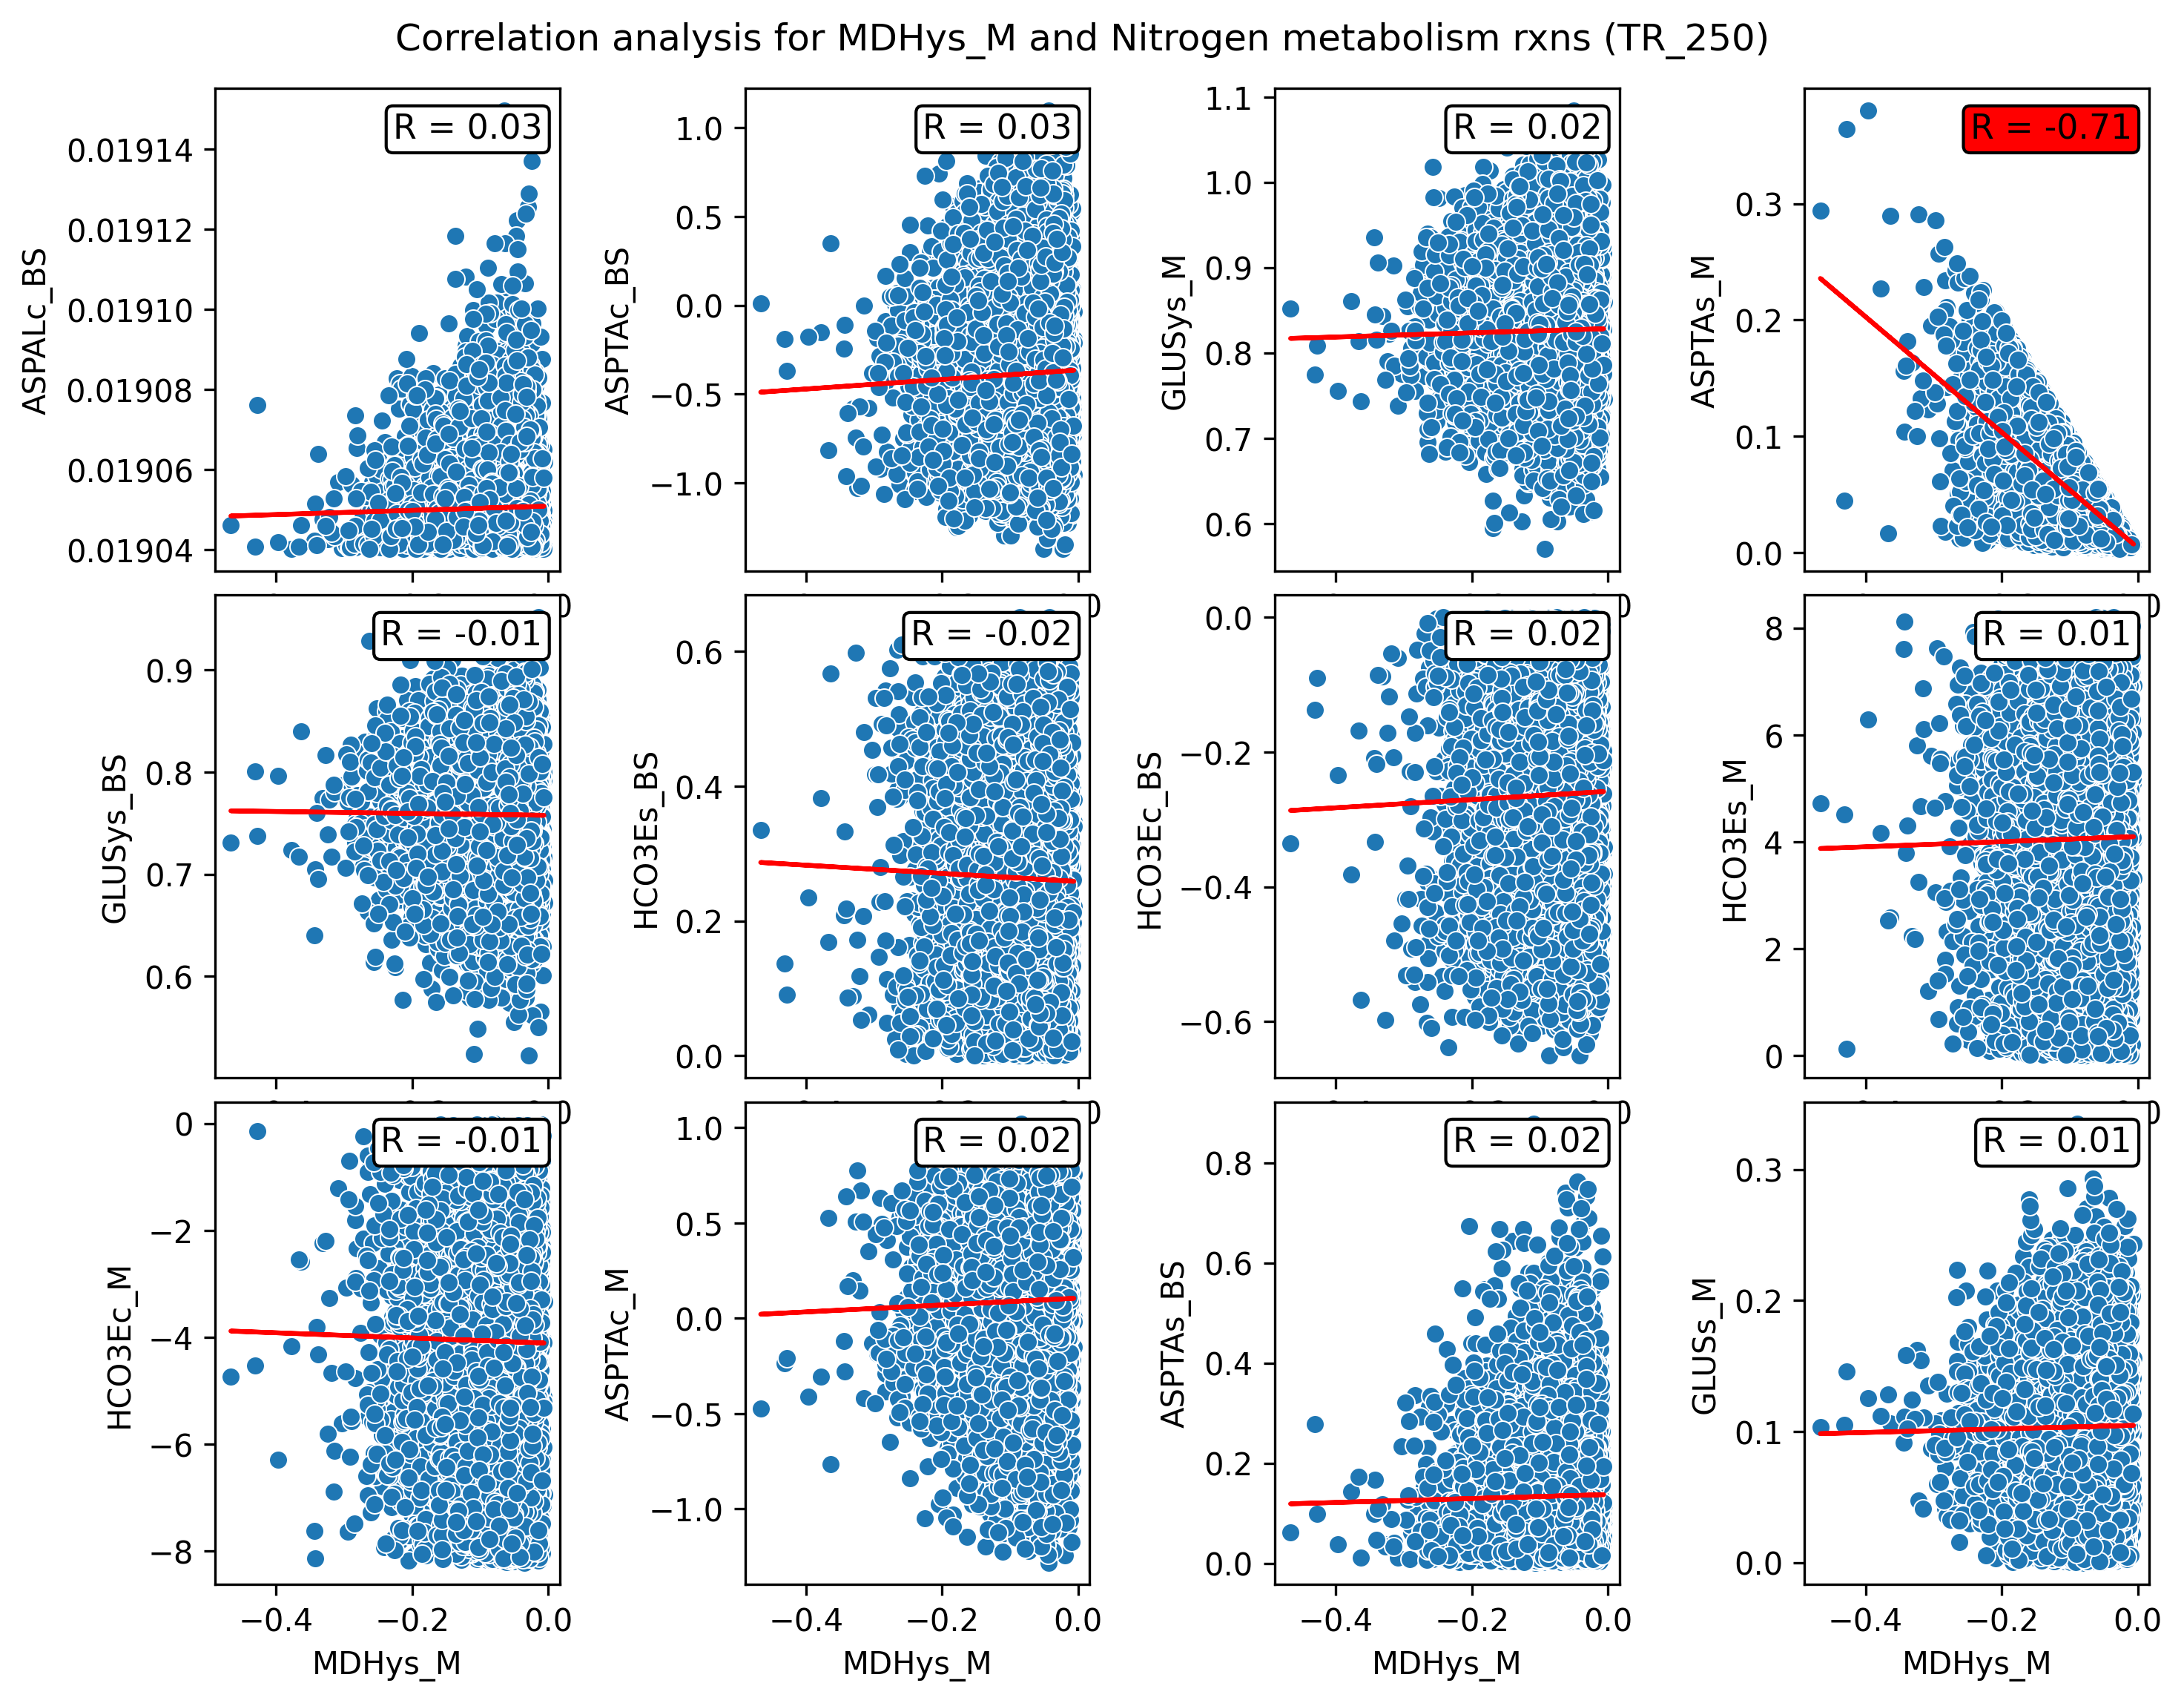 Correlation analysis for MDHys_M and Nitrogen metabolism rxns (TR_250)
R = 0.03
ASPALc_BS
0.01914
0.01912
0.01910
0.01908
0.01906
0.01904
R = 0.03
ASPTAc_BS
1.0
0.5
0.0
−0.5
−1.0
R = 0.02
GLUSys_M
1.1
1.0
0.9
0.8
0.7
0.6
R = -0.71
ASPTAs_M
0.3
0.2
0.1
0.0
R = -0.01
GLUSys_BS
0.9
0.8
0.7
0.6
R = -0.02
HCO3Es_BS
0.6
0.4
0.2
0.0
R = 0.02
HCO3Ec_BS
0.0
−0.2
−0.4
−0.6
R = 0.01
HCO3Es_M
8
6
4
2
0
R = -0.01
HCO3Ec_M
0
−2
−4
−6
−8
−0.4 −0.2 0.0
MDHys_M
R = 0.02
ASPTAc_M
1.0
0.5
0.0
−0.5
−1.0
−0.4 −0.2 0.0
MDHys_M
R = 0.02
ASPTAs_BS
0.8
0.6
0.4
0.2
0.0
−0.4 −0.2 0.0
MDHys_M
R = 0.01
GLUSs_M
0.3
0.2
0.1
0.0
−0.4 −0.2 0.0
MDHys_M